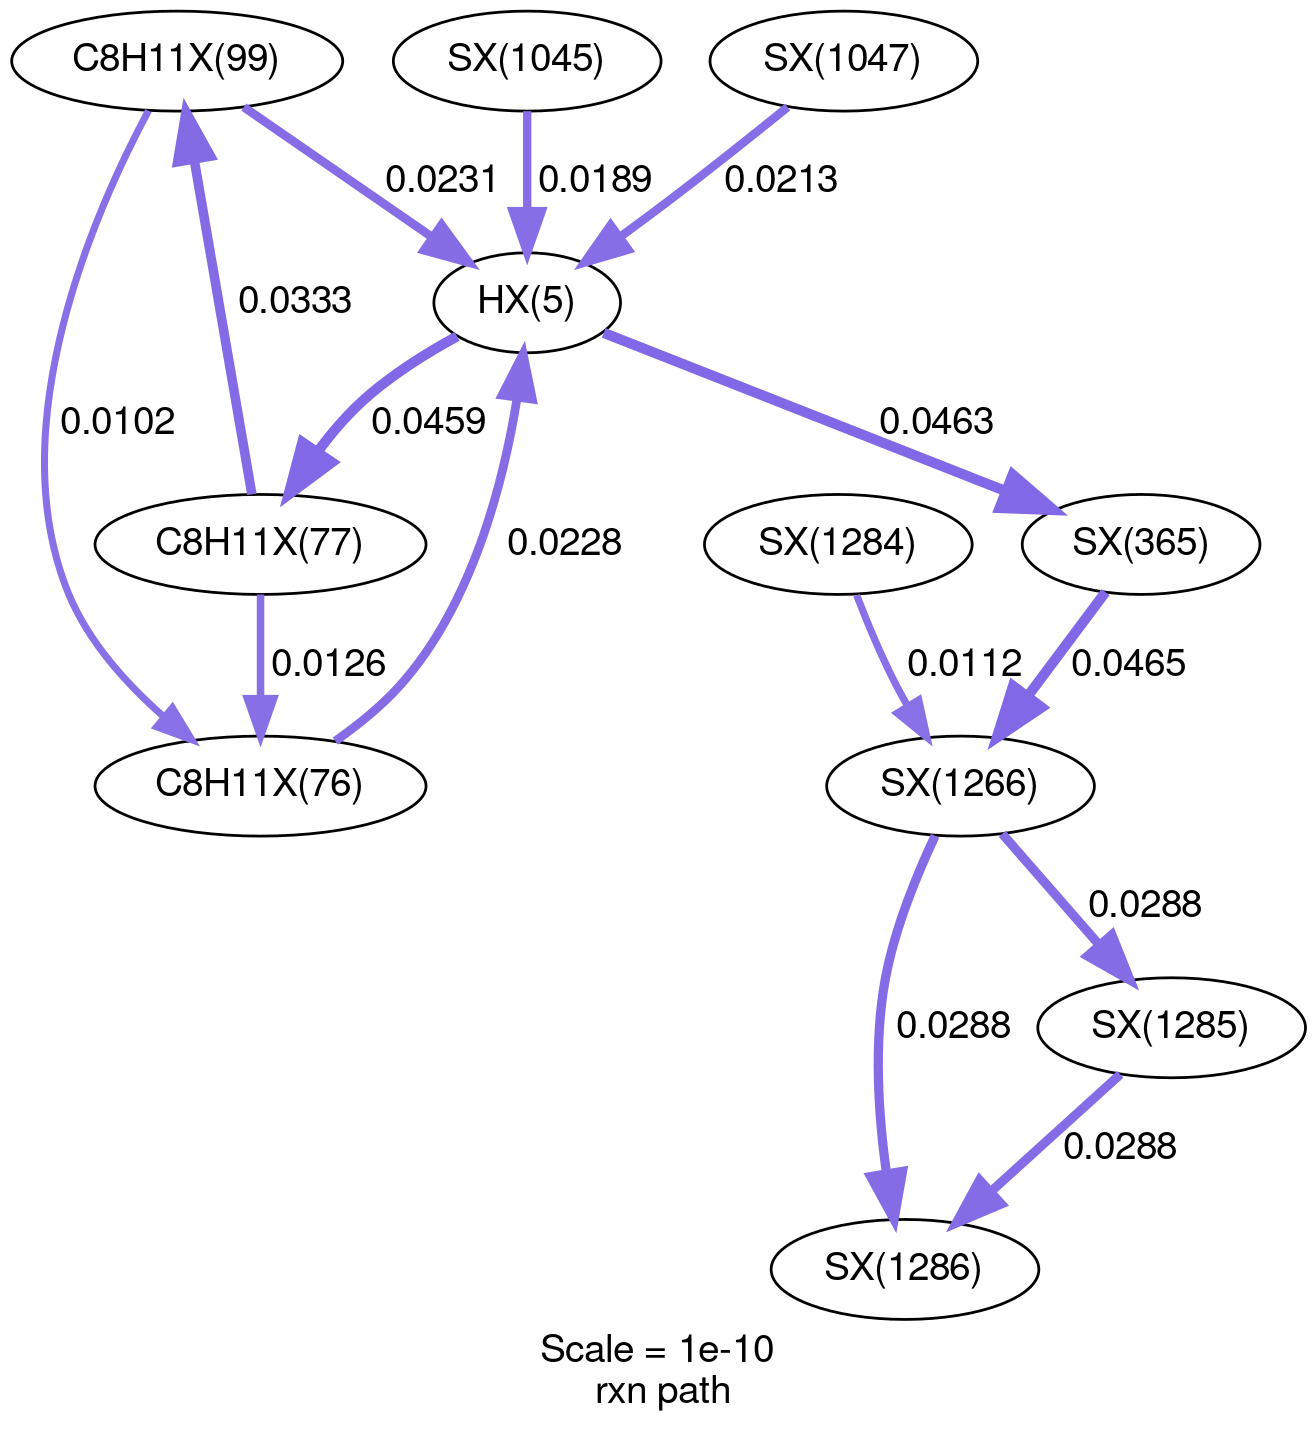 C8H11X(99)
SX(1045)
SX(1047)
0.0231
0.0189
0.0213
HX(5)
0.0333
0.0102
0.0459
0.0463
C8H11X(77)
0.0228
SX(1284)
SX(365)
0.0126
0.0112
0.0465
C8H11X(76)
SX(1266)
0.0288
0.0288
SX(1285)
0.0288
SX(1286)
Scale = 1e-10
rxn path